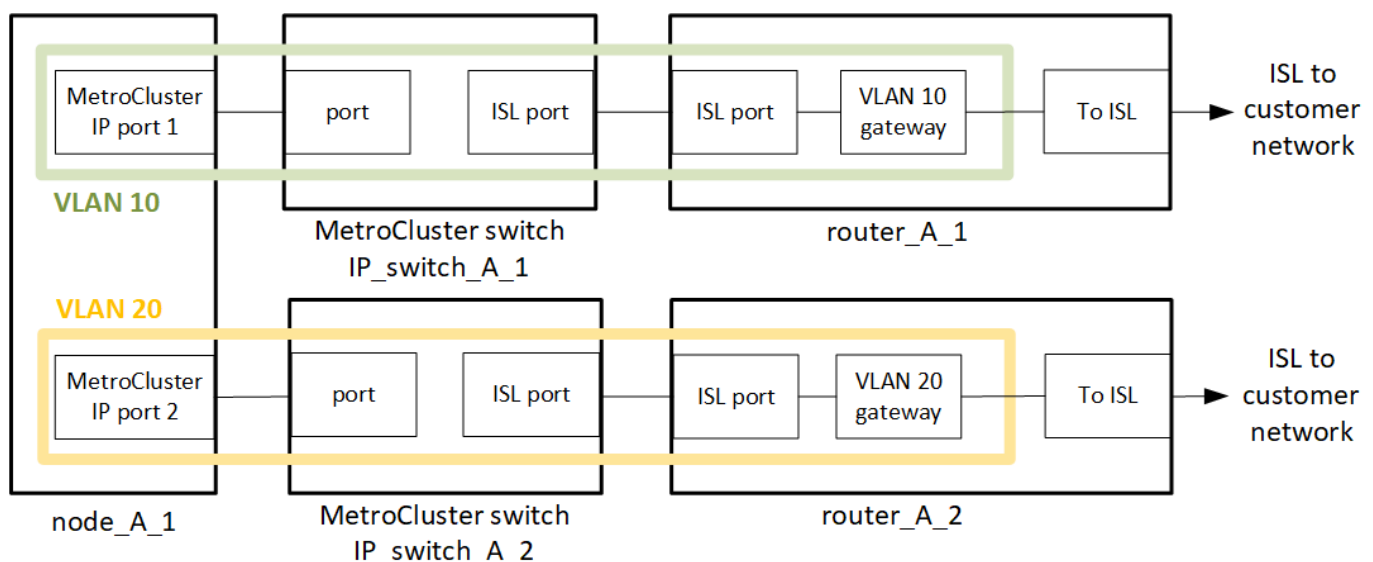 MetroCluster
IP port 1
port
ISL port
ISL port
VLAN 10
gateway
To ISL
ISL to
customer
network
VLAN 10
MetroCluster switch
IP_switch_A_1
router_A_1
VLAN 20
MetroCluster
IP port 2
port
ISL port
ISL port
VLAN 20
gateway
To ISL
ISL to
customer
network
node_A_1
MetroCluster switch
IP_switch_A_2
router_A_2